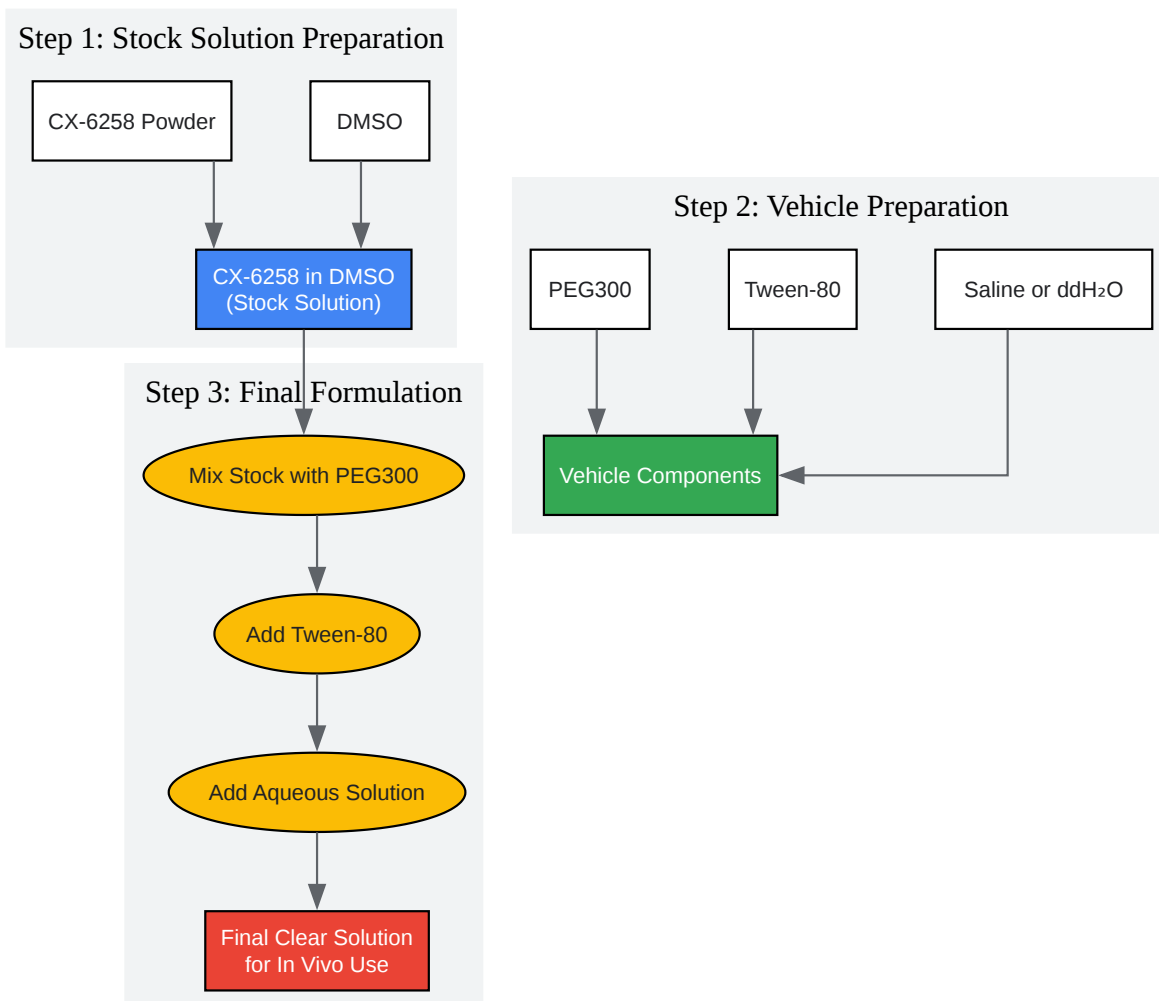 Step 1: Stock Solution Preparation
CX-6258 Powder
DMSO
CX-6258 in DMSO
(Stock Solution)
Step 2: Vehicle Preparation
PEG300
Tween-80
Saline or ddH₂O
Vehicle Components
Step 3: Final Formulation
Mix Stock with PEG300
Add Tween-80
Add Aqueous Solution
Final Clear Solution
for In Vivo Use